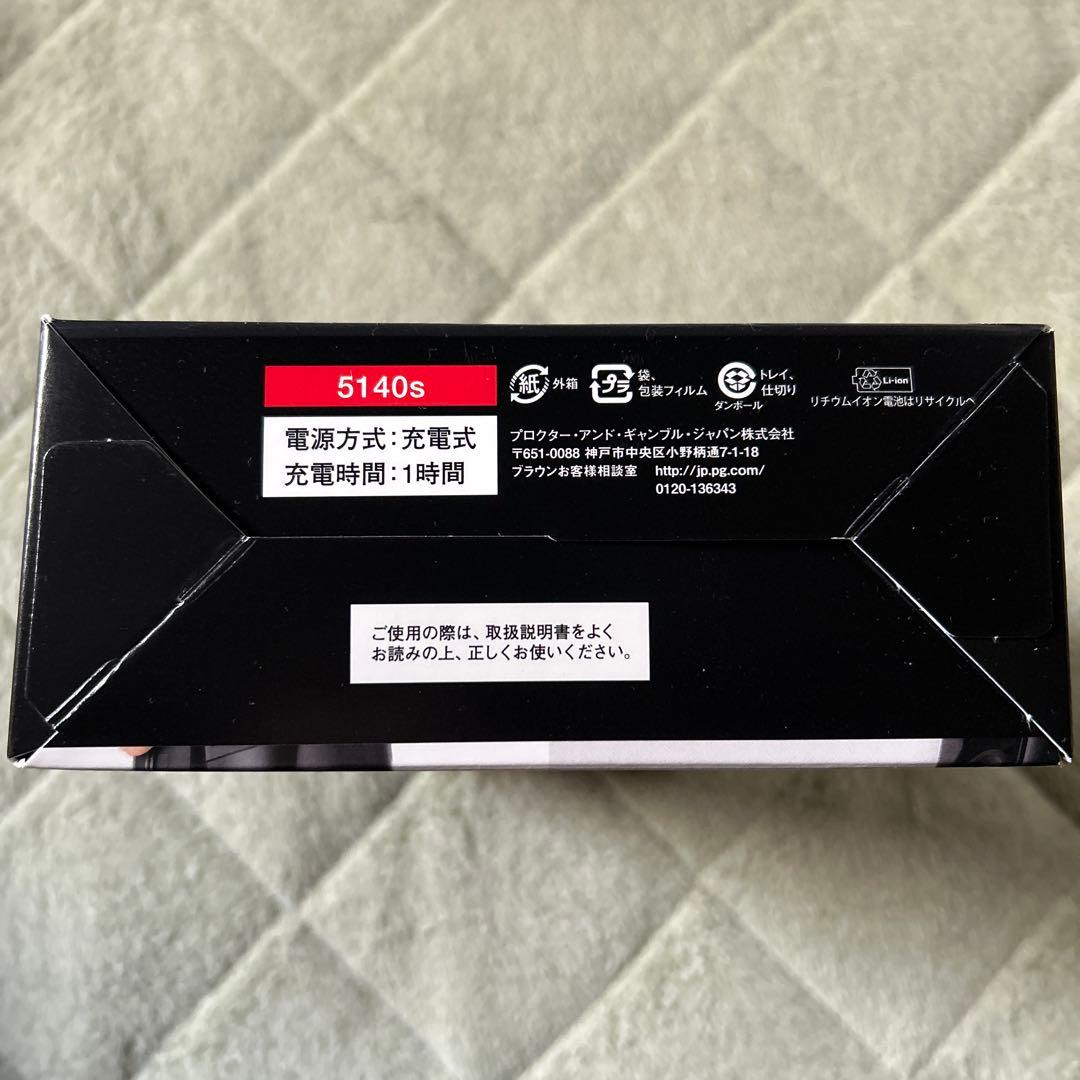 5140s
電源方式：充電式
充電時間：1時間
紙 外箱
プラ 袋、
包装フィルム
ダンボール
トレイ、
仕切り
Li-ion
リチウムイオン電池はリサイクルへ
プロクター・アンド・ギャンブル・ジャパン株式会社
〒651-0088 神戸市中央区小野柄通7-1-18
ブラウンお客様相談室 http://jp.pg.com/
0120-136343
ご使用の際は、取扱説明書をよく
お読みの上、正しくお使いください。